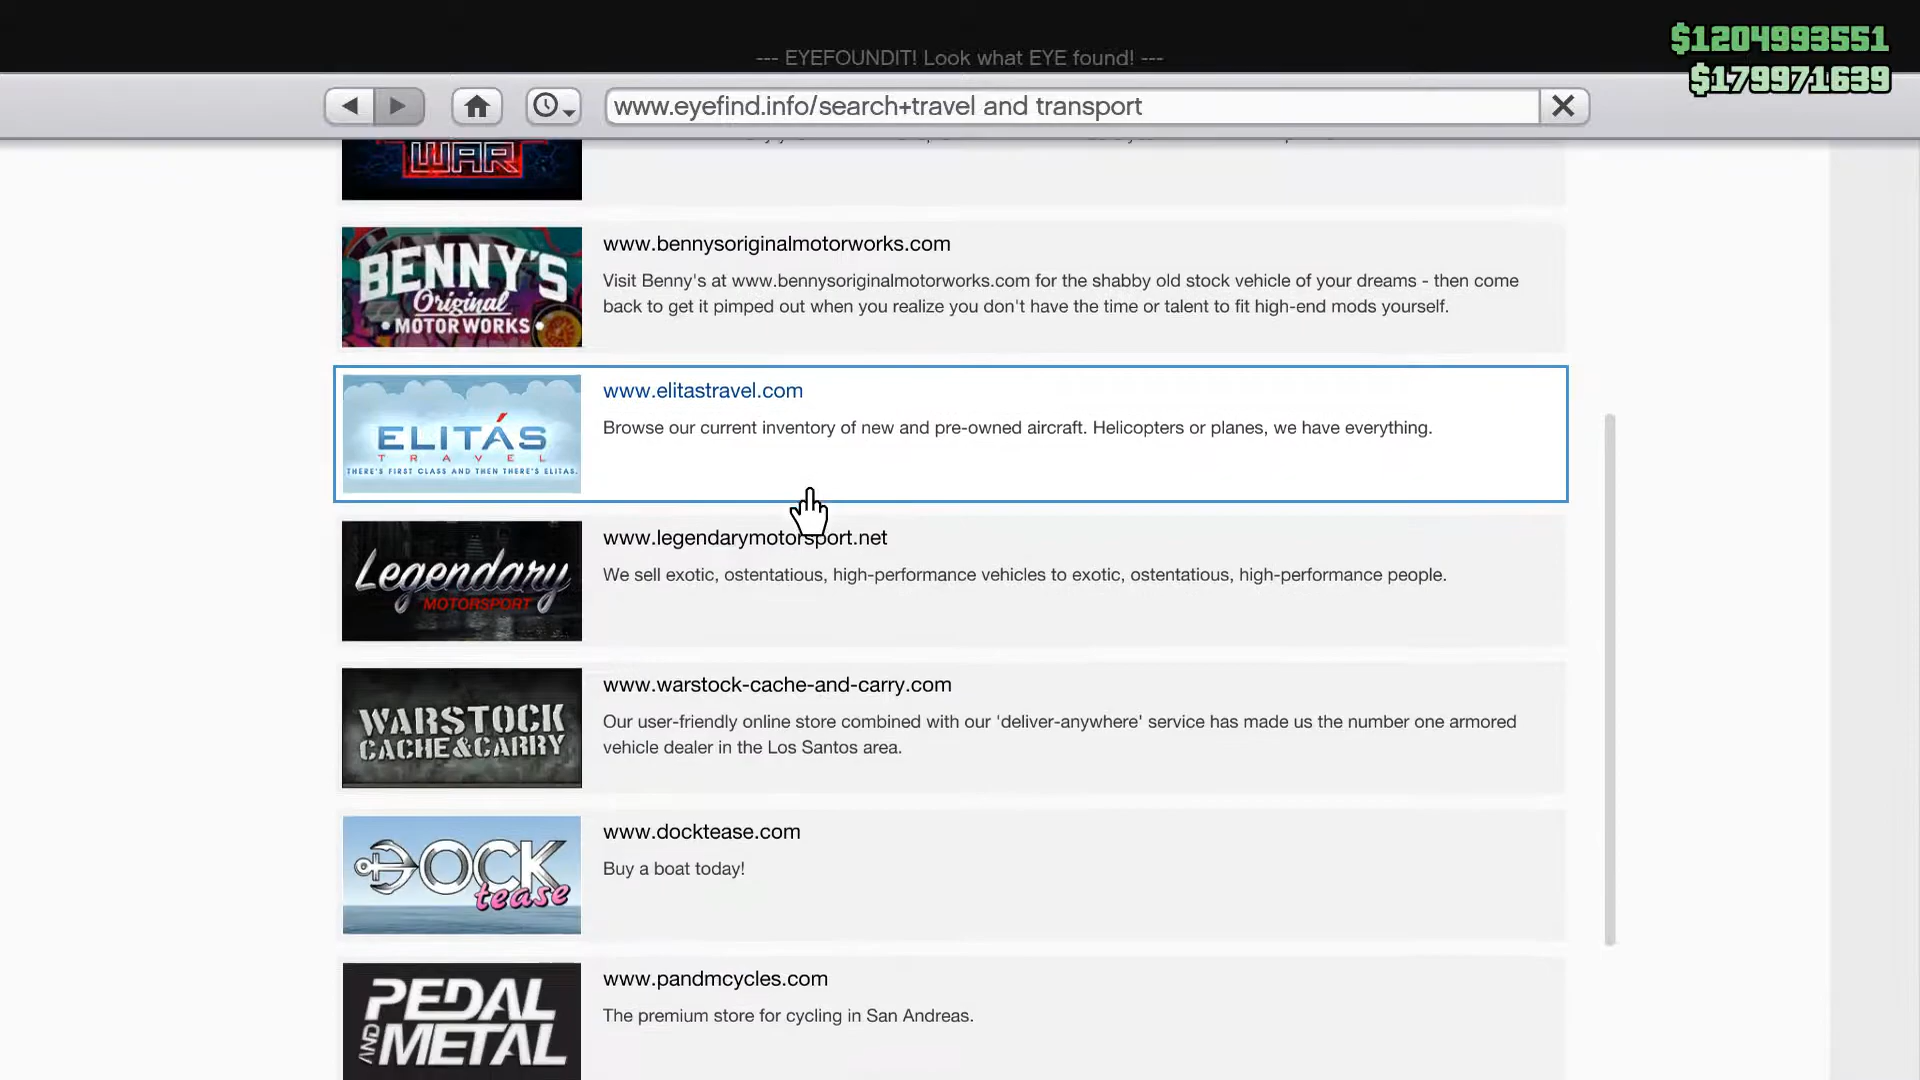 $1204993551
--- EYEFOUNDIT! Look what EYE found! ---
$179971639
www.eyefind.info/search+travel and transport
WAR
BENNY'S
Original
MOTOR WORKS
www.bennysoriginalmotorworks.com
Visit Benny's at www.bennysoriginalmotorworks.com for the shabby old stock vehicle of your dreams - then come
back to get it pimped out when you realize you don't have the time or talent to fit high-end mods yourself.
ELITÁS
TRAVEL
THERE'S FIRST CLASS AND THEN THERE'S ELITAS.
www.elitastravel.com
Browse our current inventory of new and pre-owned aircraft. Helicopters or planes, we have everything.
Legendary
MOTORSPORT
www.legendarymotorsport.net
We sell exotic, ostentatious, high-performance vehicles to exotic, ostentatious, high-performance people.
WARSTOCK
CACHE&CARRY
www.warstock-cache-and-carry.com
Our user-friendly online store combined with our 'deliver-anywhere' service has made us the number one armored
vehicle dealer in the Los Santos area.
DOCK
tease
www.docktease.com
Buy a boat today!
PEDAL
AND
METAL
www.pandmcycles.com
The premium store for cycling in San Andreas.